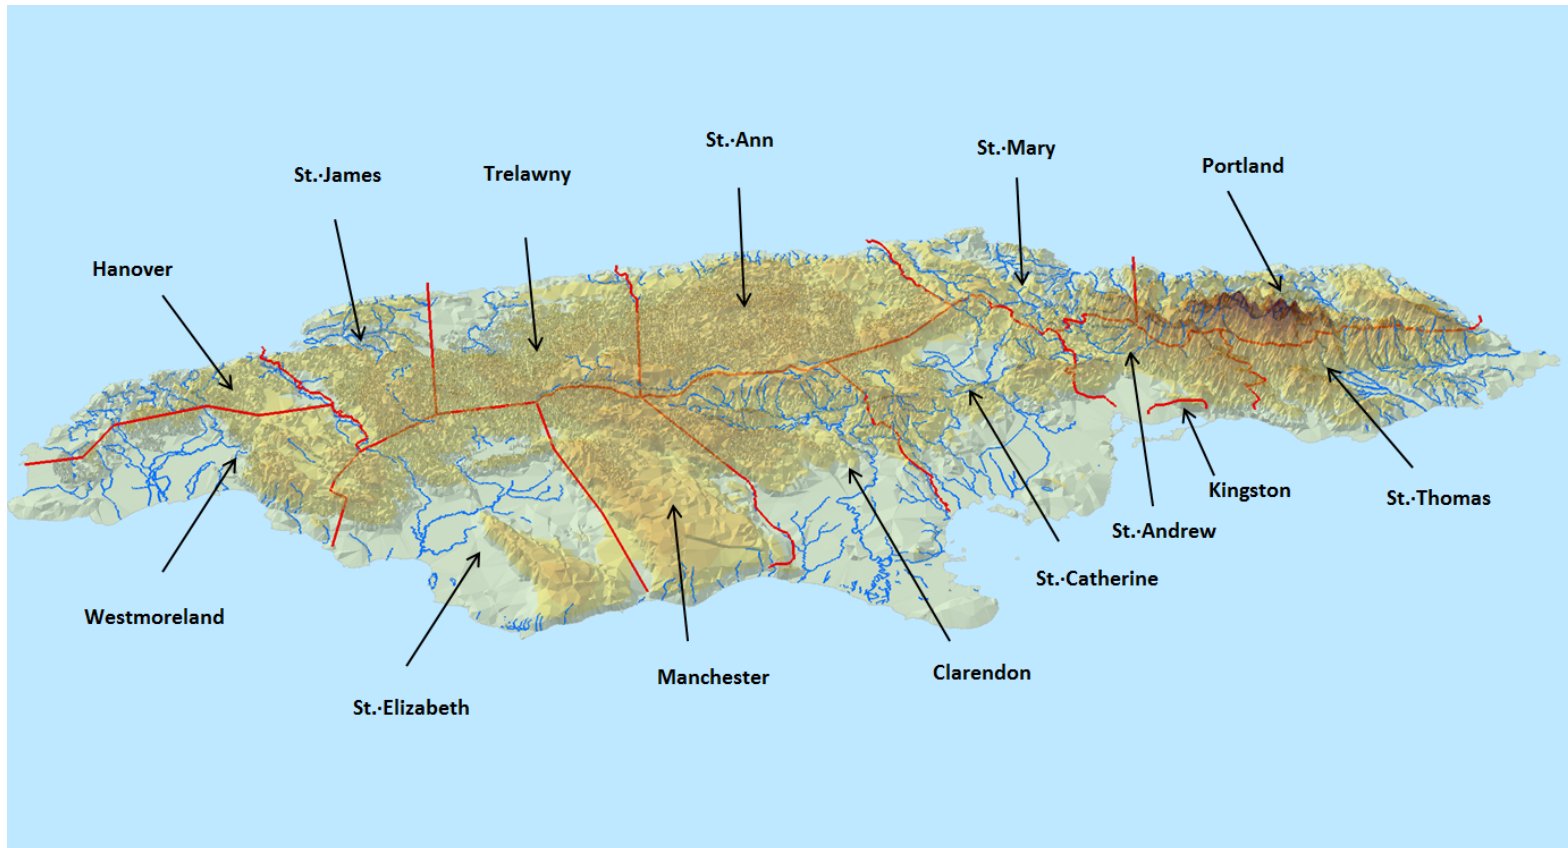 St.·Ann
St.·Mary
Portland
St.·James
Trelawny
Hanover
Kingston
St.·Thomas
St.·Andrew
St.·Catherine
Westmoreland
Clarendon
Manchester
St.·Elizabeth